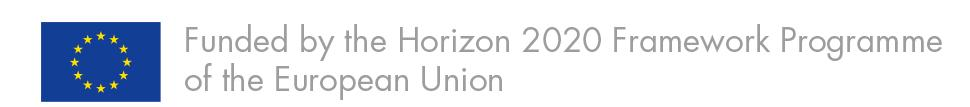 Funded by the Horizon 2020 Framework Programme
of the European Union